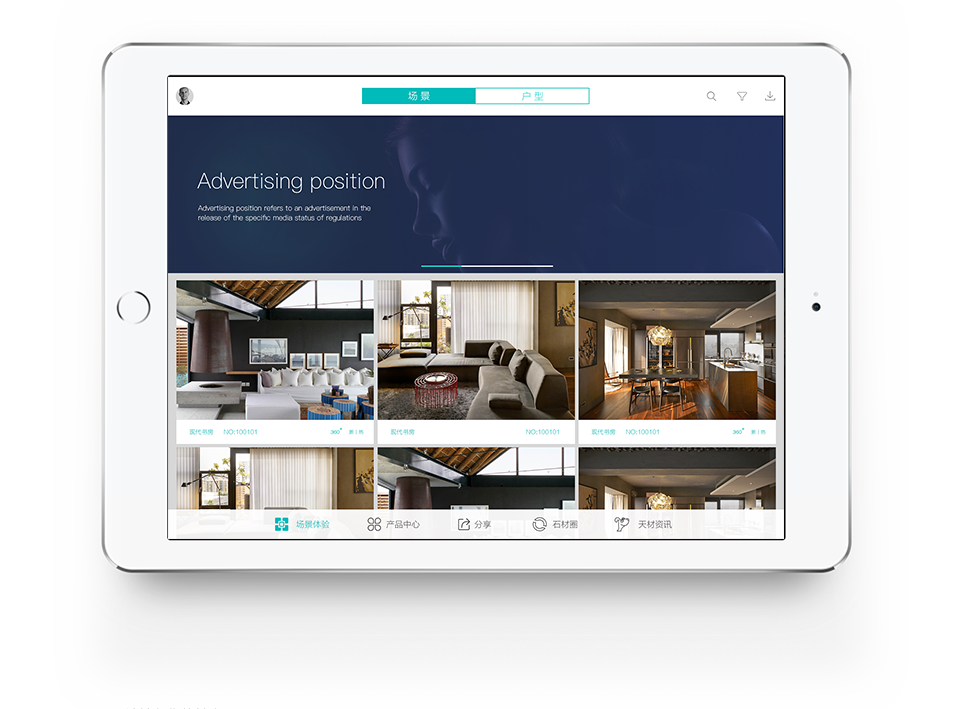 场景
户型
Advertising position
Advertising position refers to an advertisement in the
release of the specific media status of regulations
现代书房 NO:100101 360° 新 | 热
现代书房 NO:100101
现代书房 NO:100101 360° 新 | 热
场景体验
产品中心
分享
石材圈
天材资讯